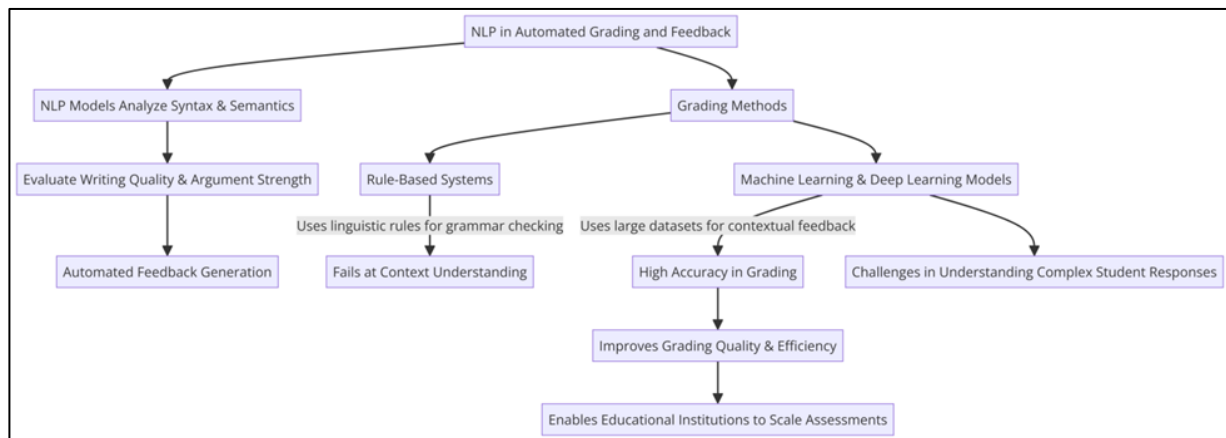 NLP in Automated Grading and Feedback
NLP Models Analyze Syntax & Semantics
Grading Methods
Evaluate Writing Quality & Argument Strength
Rule-Based Systems
Machine Learning & Deep Learning Models
Uses linguistic rules for grammar checking
Uses large datasets for contextual feedback
Automated Feedback Generation
Fails at Context Understanding
High Accuracy in Grading
Challenges in Understanding Complex Student Responses
Improves Grading Quality & Efficiency
Enables Educational Institutions to Scale Assessments